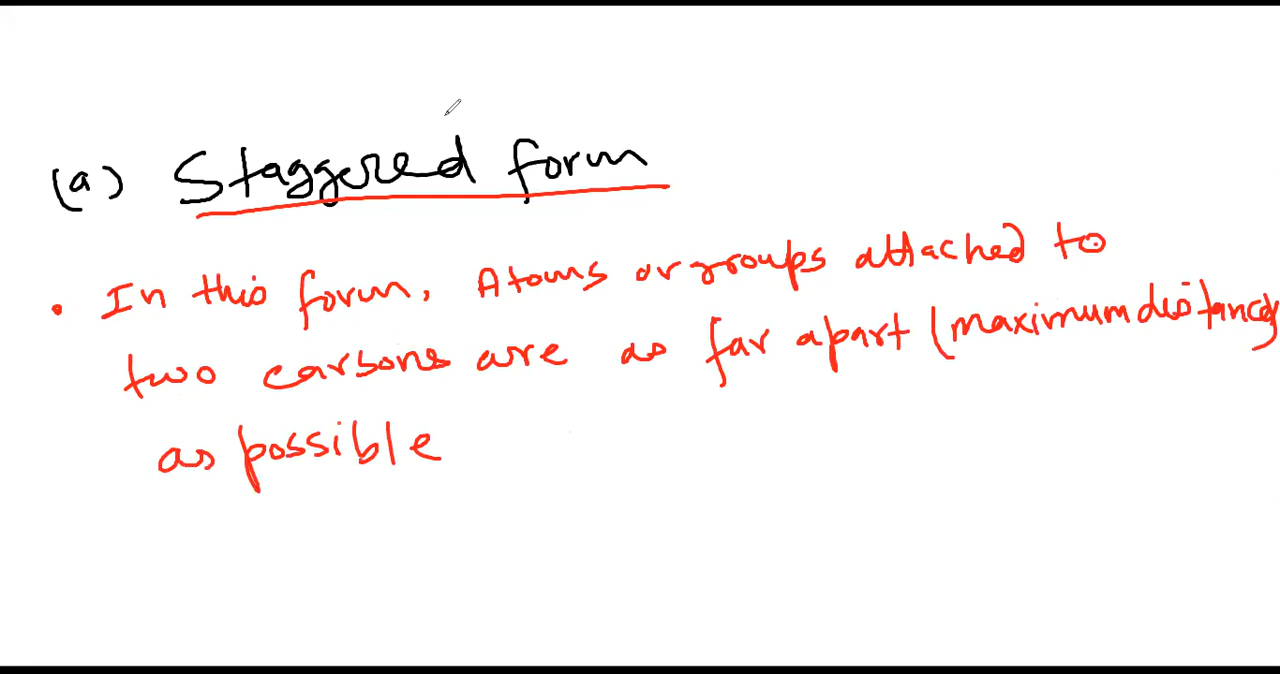 (a) Staggered form
• In this form, Atoms or groups attached to
two carbons are as far apart (maximum distance)
as possible